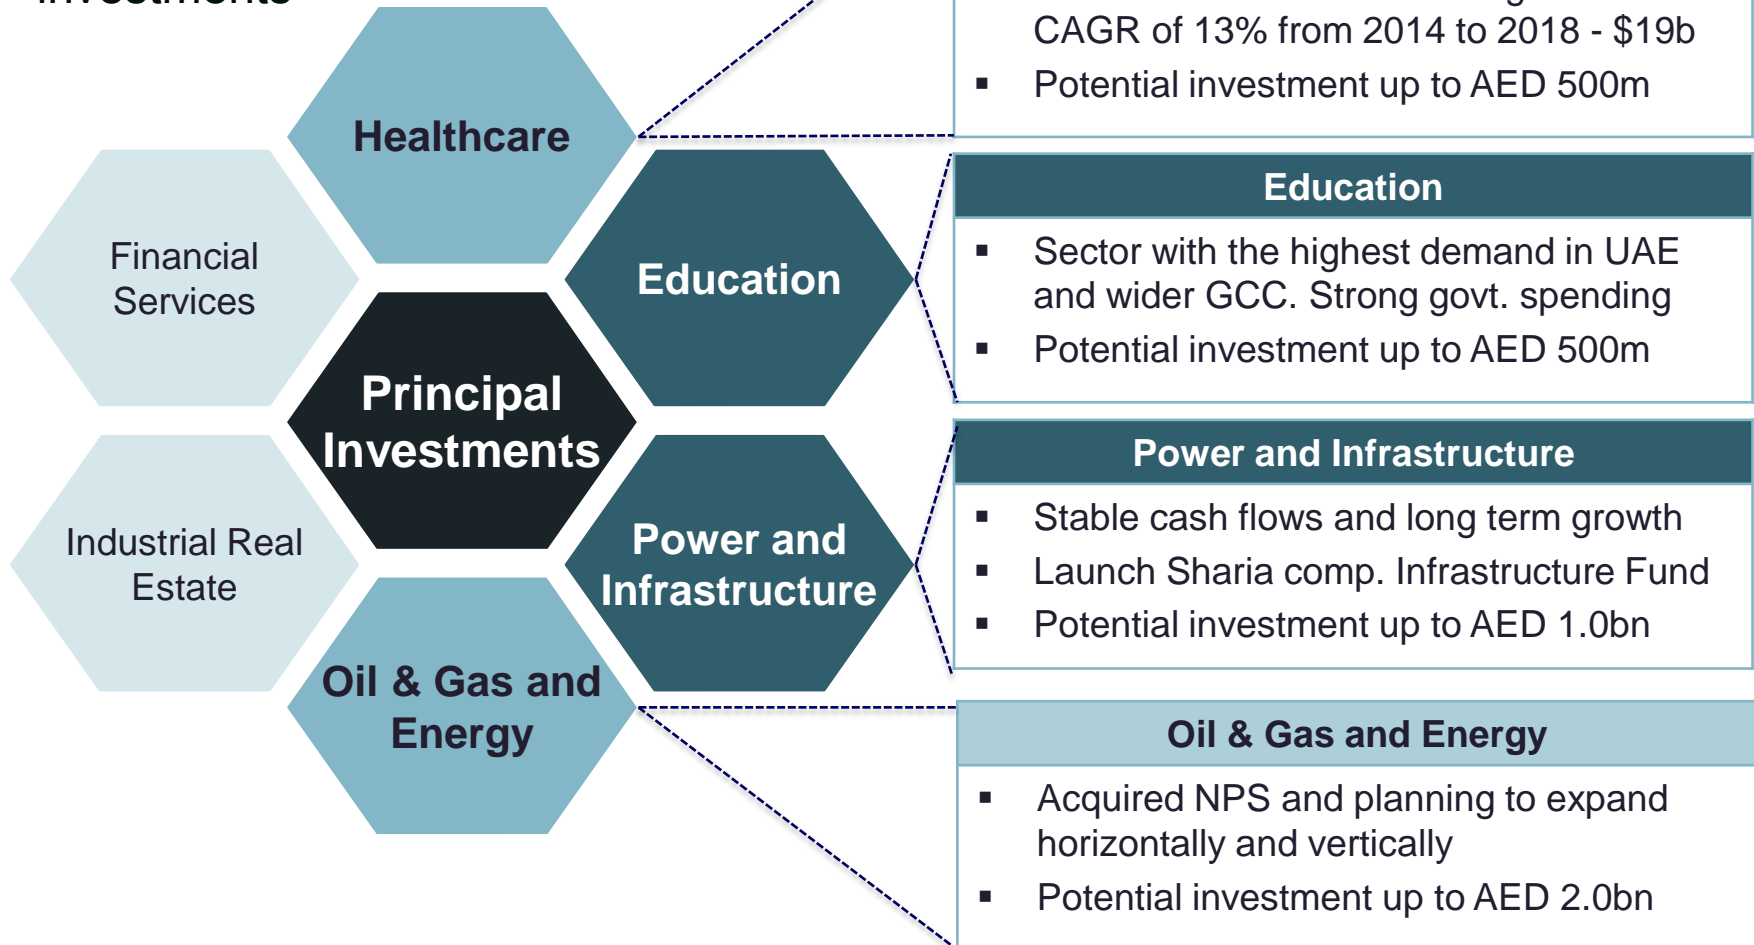 Investments
CAGR of 13% from 2014 to 2018 - $19b
▪ Potential investment up to AED 500m
Healthcare
Education
▪ Sector with the highest demand in UAE
and wider GCC. Strong govt. spending
▪ Potential investment up to AED 500m
Financial
Services
Education
Principal
Investments
Power and Infrastructure
▪ Stable cash flows and long term growth
▪ Launch Sharia comp. Infrastructure Fund
▪ Potential investment up to AED 1.0bn
Industrial Real
Estate
Power and
Infrastructure
Oil & Gas and
Energy
Oil & Gas and Energy
▪ Acquired NPS and planning to expand
horizontally and vertically
▪ Potential investment up to AED 2.0bn